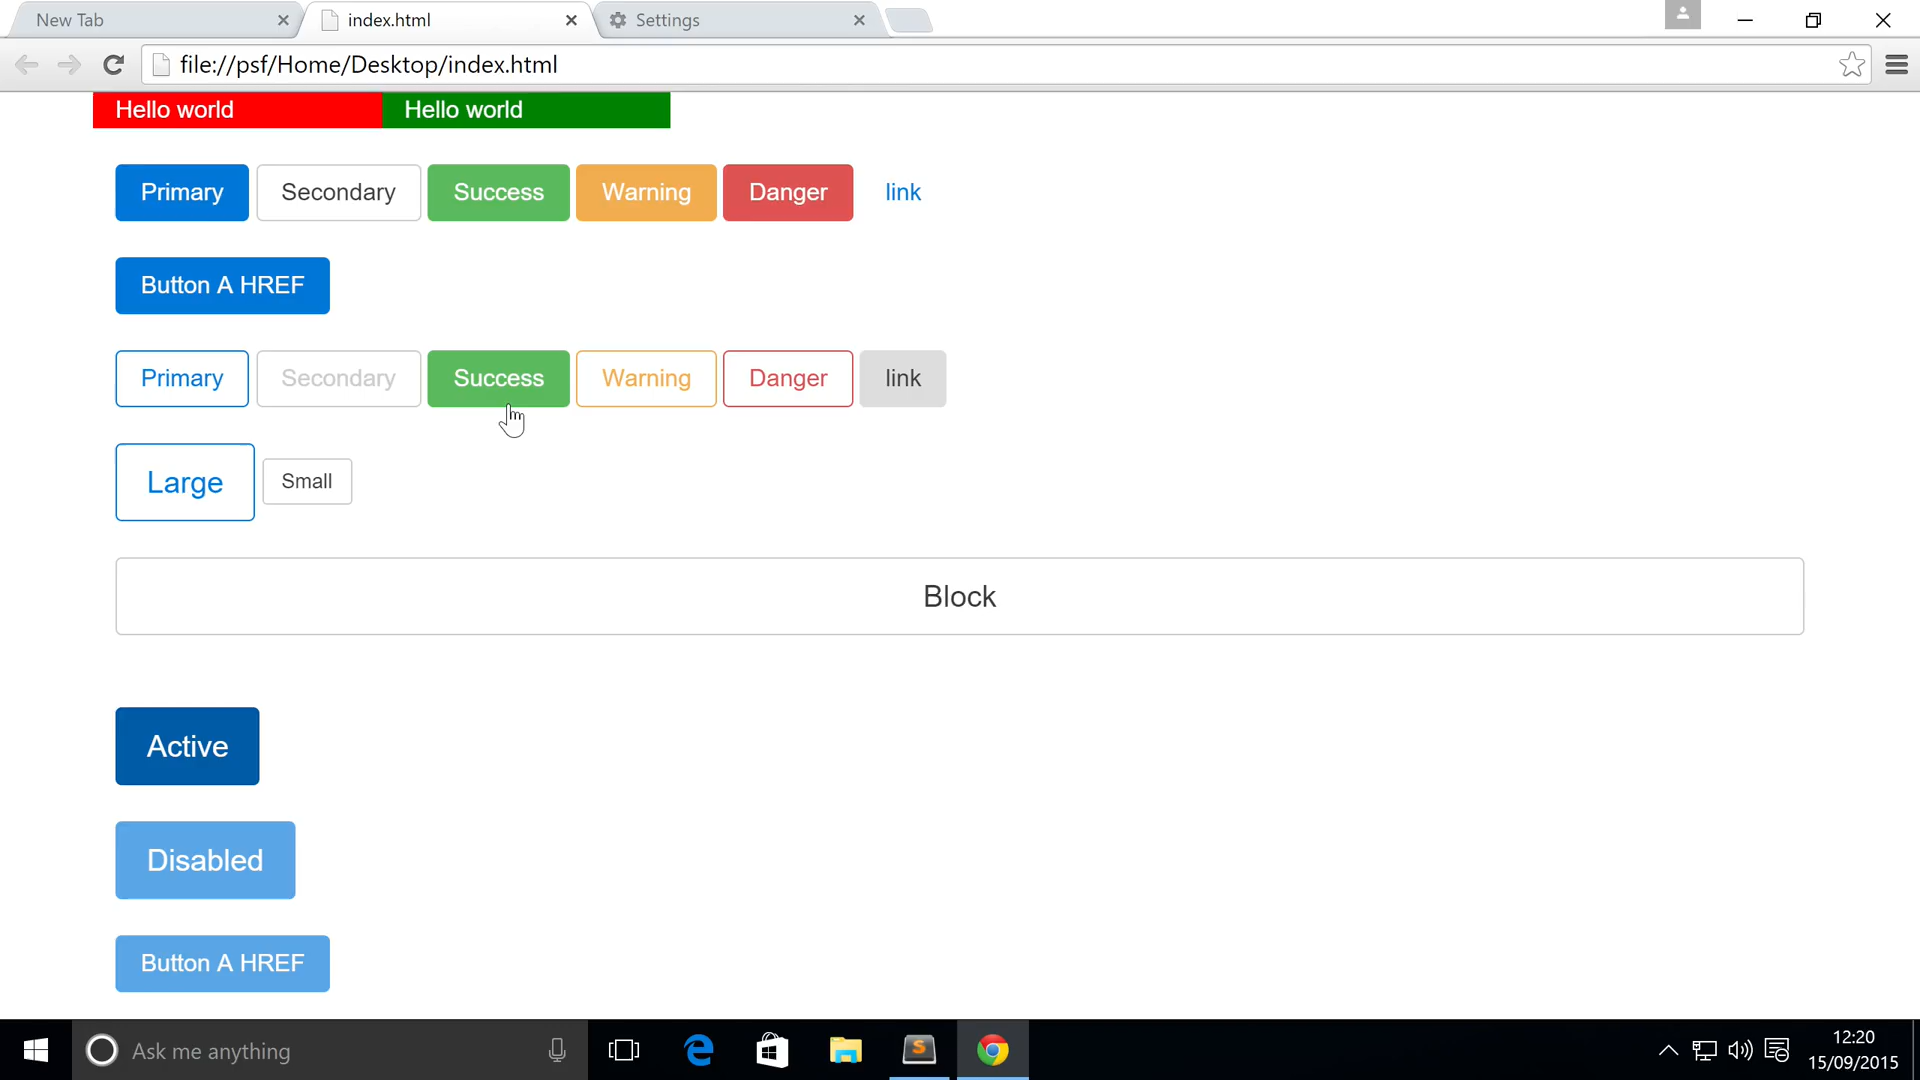 New Tab
index.html
Settings
file://psf/Home/Desktop/index.html
Hello world Hello world
Primary Secondary Success Warning Danger link
Button A HREF
Primary Secondary Success Warning Danger link
Large Small
Block
Active
Disabled
Button A HREF
Ask me anything
12:20
15/09/2015